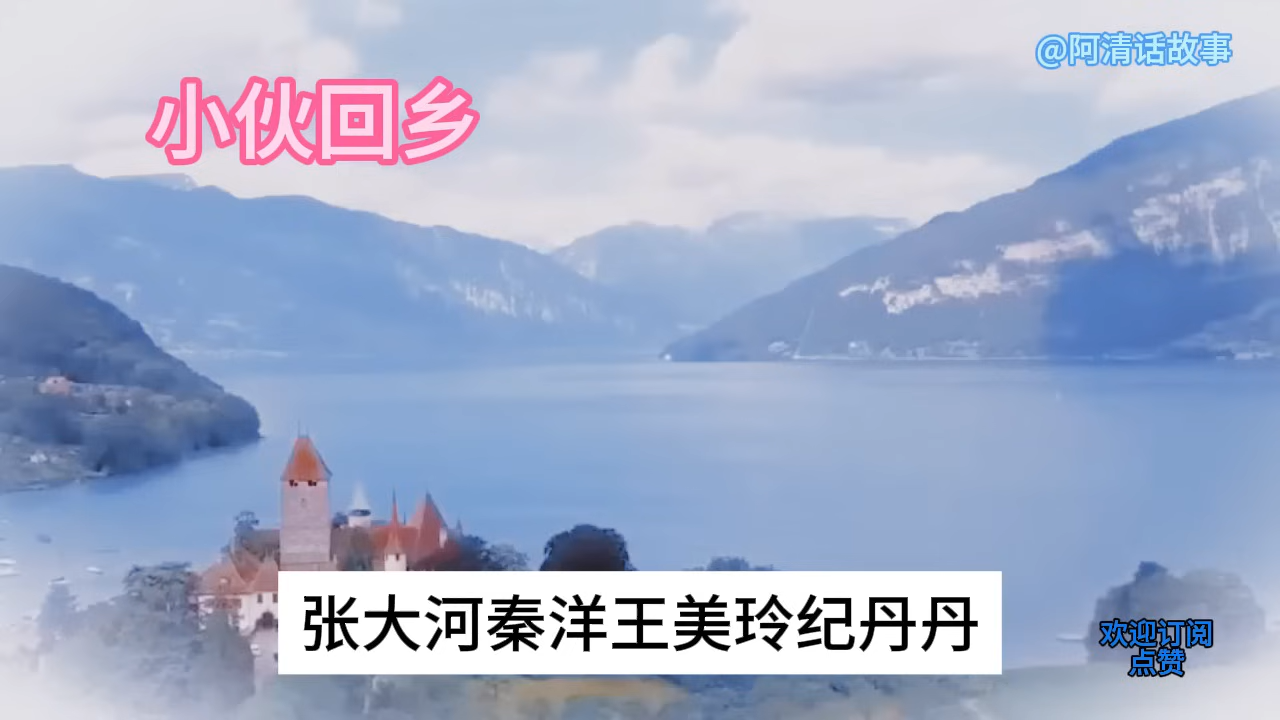 @阿清话故事
小伙回乡
张大河秦洋王美玲纪丹丹
欢迎订阅
点赞